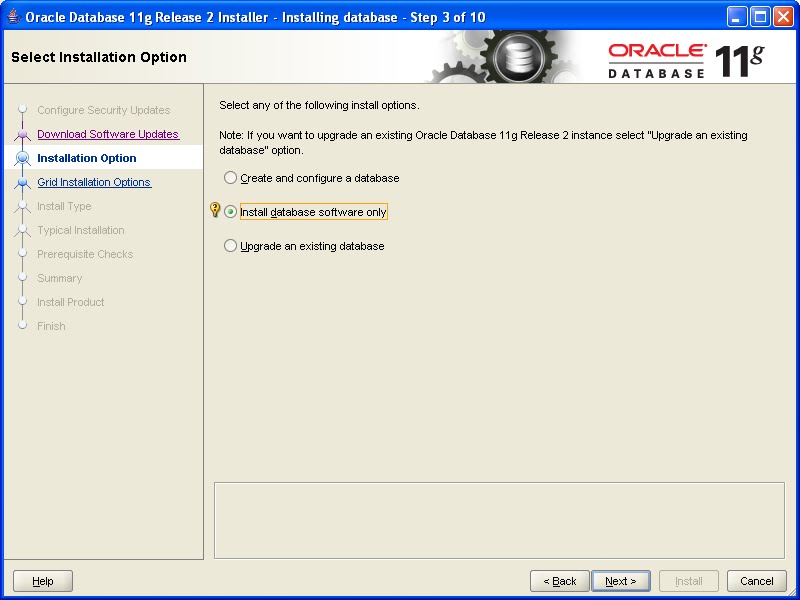 Oracle Database 11g Release 2 Installer - Installing database - Step 3 of 10
Select Installation Option
ORACLE
DATABASE
11g
Configure Security Updates
Download Software Updates
Installation Option
Grid Installation Options
Install Type
Typical Installation
Prerequisite Checks
Summary
Install Product
Finish
Select any of the following install options.
Note: If you want to upgrade an existing Oracle Database 11g Release 2 instance select "Upgrade an existing
database" option.
Create and configure a database
Install database software only
Upgrade an existing database
Help
< Back
Next >
Install
Cancel